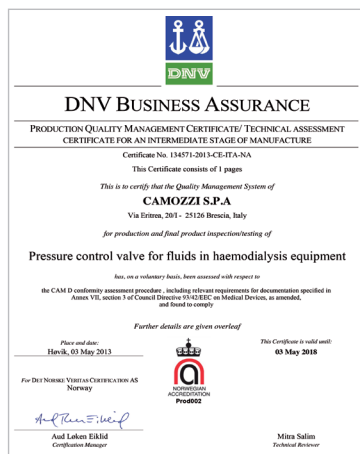 DNV
DNV BUSINESS ASSURANCE
PRODUCTION QUALITY MANAGEMENT CERTIFICATE/ TECHNICAL ASSESSMENT
CERTIFICATE FOR AN INTERMEDIATE STAGE OF MANUFACTURE
Certificate No. 134571-2013-CE-ITA-NA
This Certificate consists of 1 pages
This is to certify that the Quality Management System of
CAMOZZI S.P.A
Via Eritrea, 20/I - 25126 Brescia, Italy
for production and final product inspection/testing of
Pressure control valve for fluids in haemodialysis equipment
has, on a voluntary basis, been assessed with respect to
the CAM D conformity assessment procedure , including relevant requirements for documentation specified in
Annex VII, section 3 of Council Directive 93/42/EEC on Medical Devices, as amended,
and found to comply
Further details are given overleaf
Place and date:
Høvik, 03 May 2013
This Certificate is valid until:
03 May 2018
FOR DET NORSKE VERITAS CERTIFICATION AS
Norway
NORWEGIAN
ACCREDITATION
Prod002
Aud Løken Eiklid
Certification Manager
Mitra Salim
Technical Reviewer